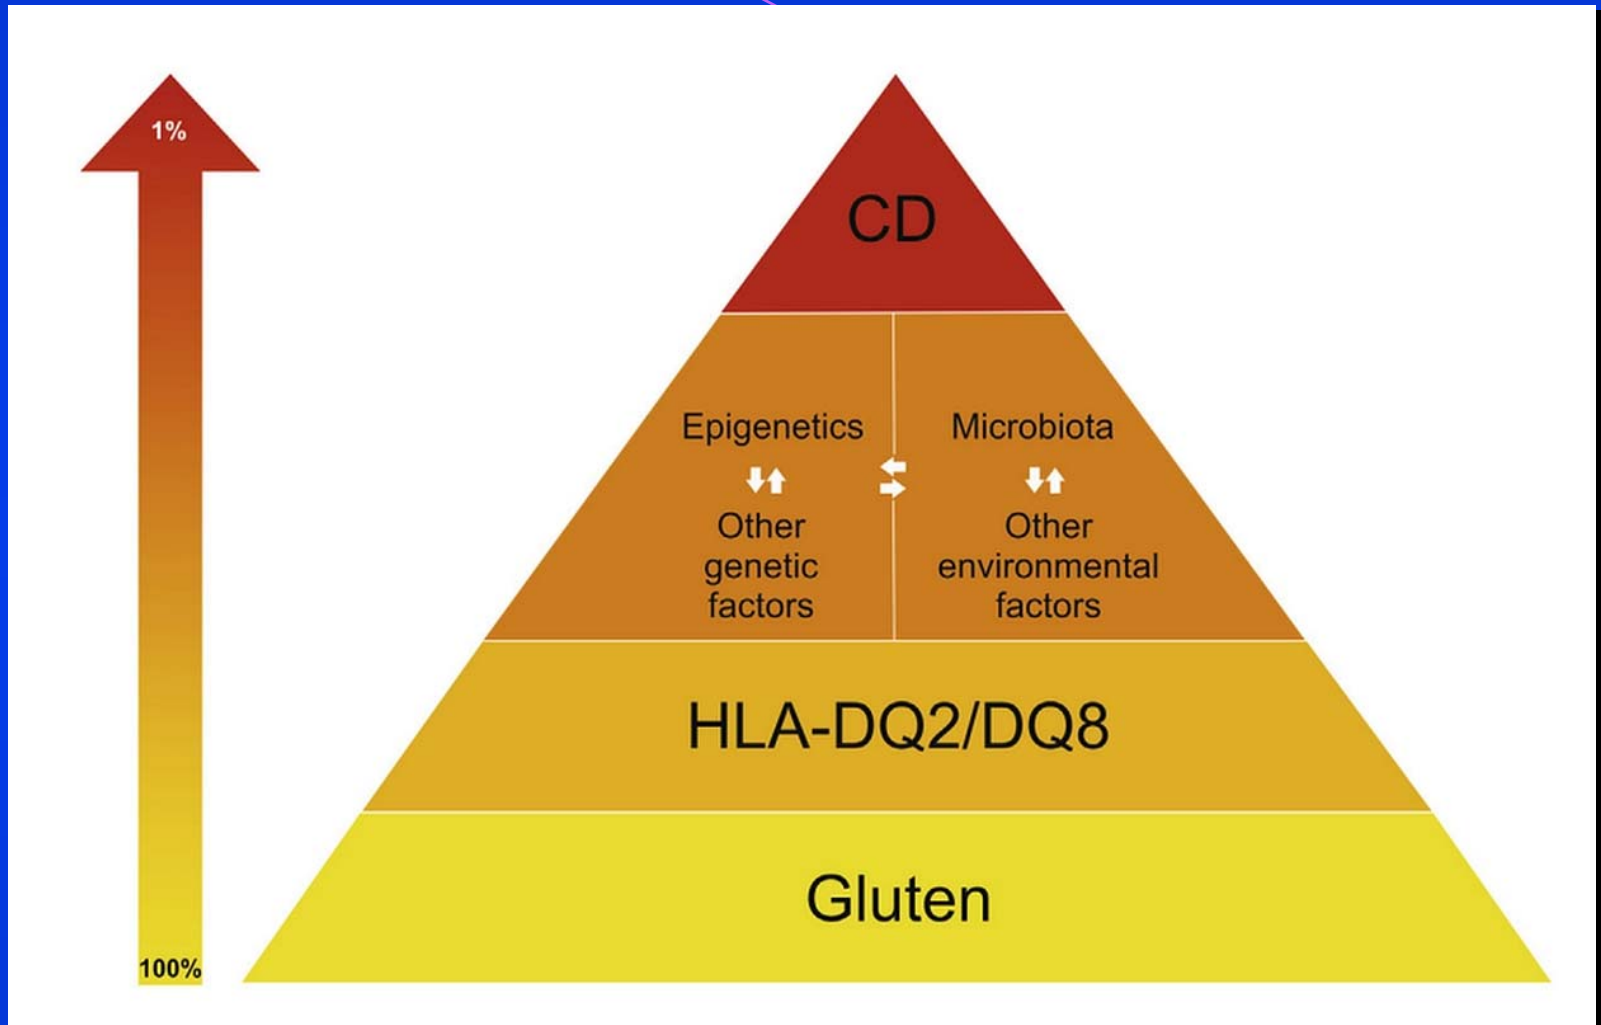 1%
CD
Epigenetics
Microbiota
Other
genetic
factors
Other
environmental
factors
HLA-DQ2/DQ8
Gluten
100%